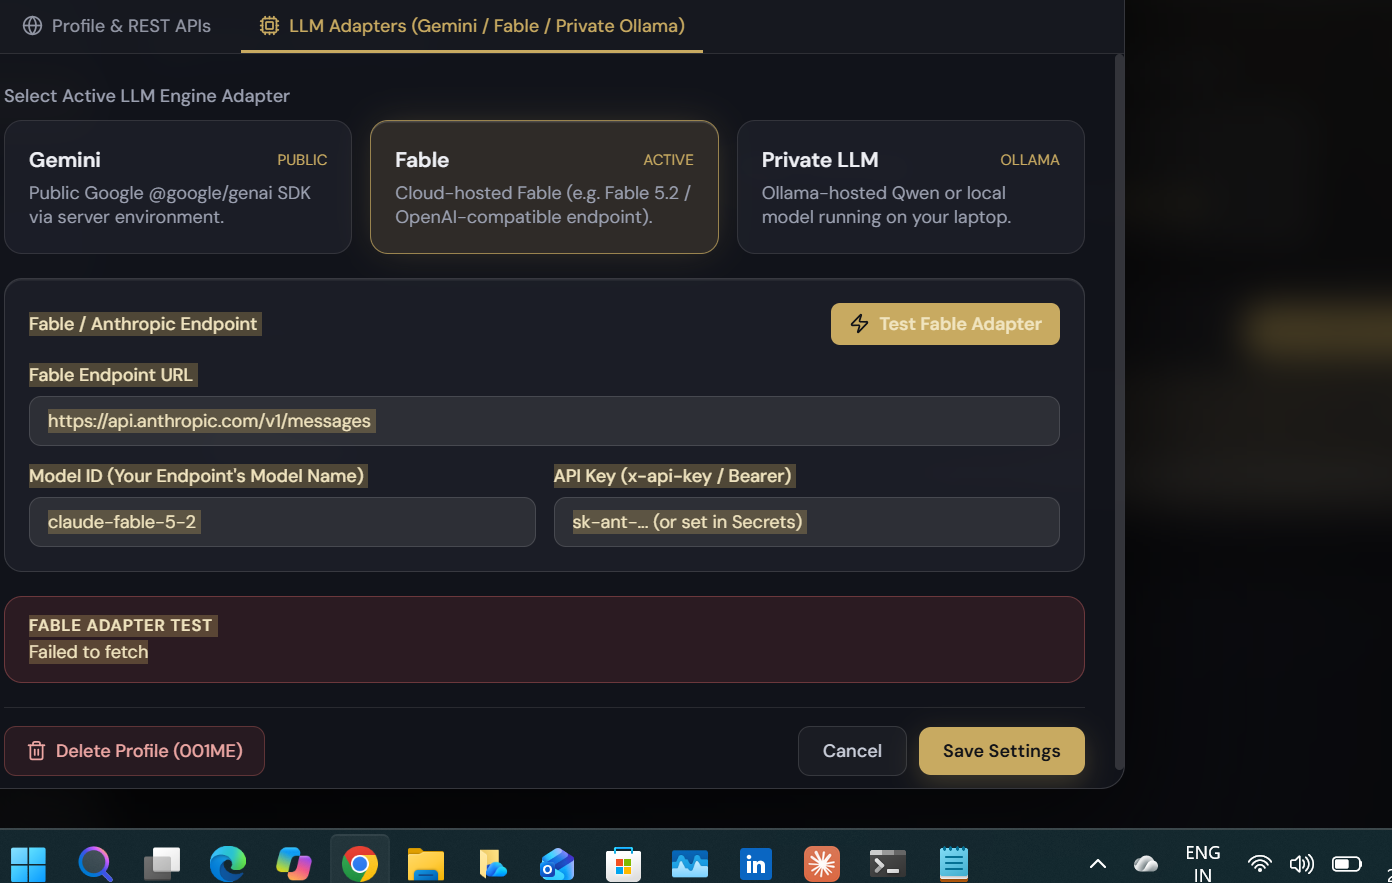 Profile & REST APIs
LLM Adapters (Gemini / Fable / Private Ollama)
Select Active LLM Engine Adapter
Gemini
PUBLIC
Public Google @google/genai SDK
via server environment.
Fable
ACTIVE
Cloud-hosted Fable (e.g. Fable 5.2 /
OpenAI-compatible endpoint).
Private LLM
OLLAMA
Ollama-hosted Qwen or local
model running on your laptop.
Fable / Anthropic Endpoint
Test Fable Adapter
Fable Endpoint URL
https://api.anthropic.com/v1/messages
Model ID (Your Endpoint's Model Name)
API Key (x-api-key / Bearer)
claude-fable-5-2
sk-ant-... (or set in Secrets)
FABLE ADAPTER TEST
Failed to fetch
Delete Profile (001ME)
Cancel
Save Settings
ENG
IN